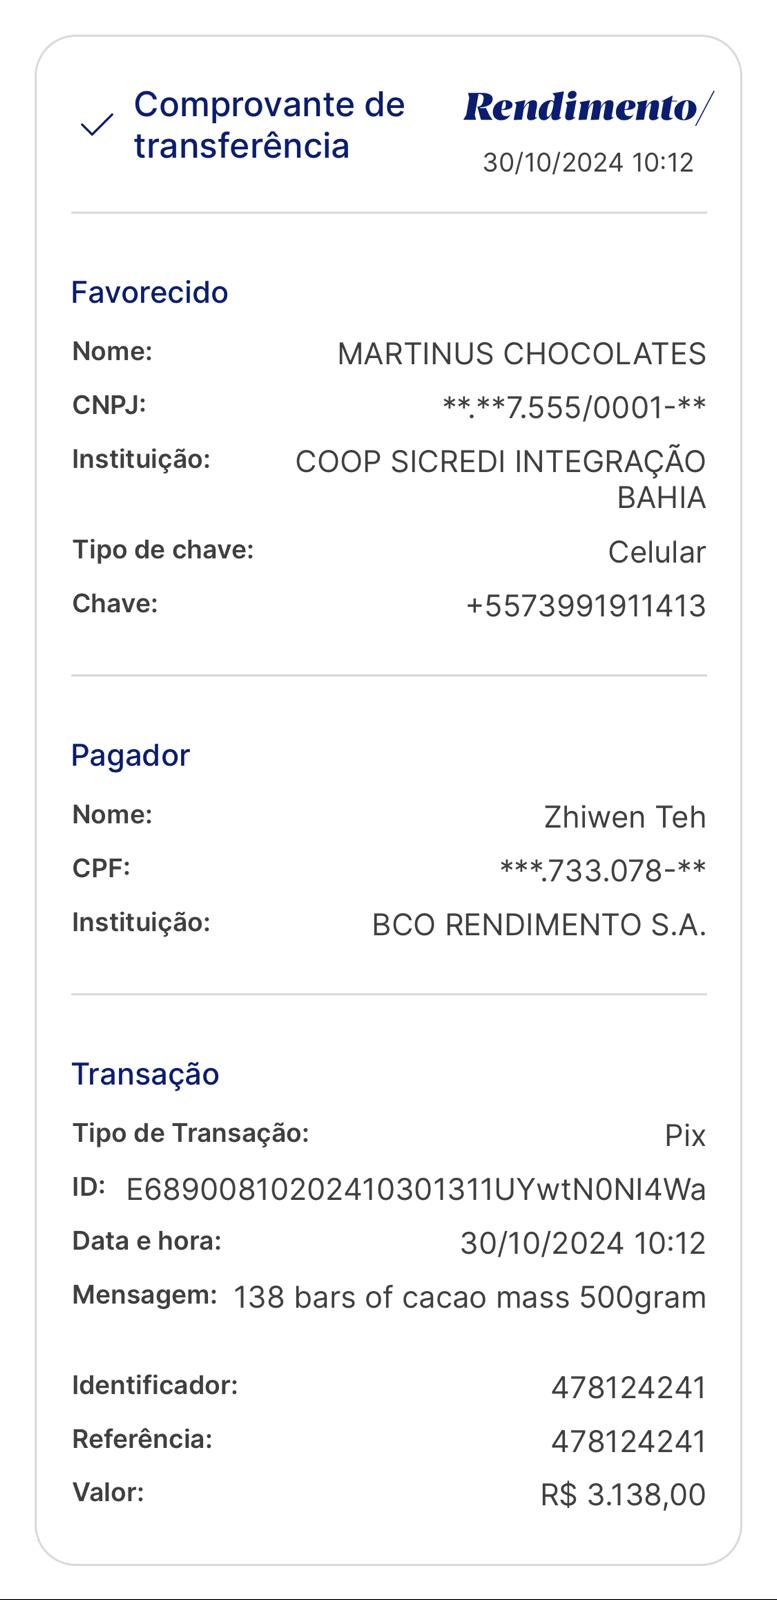 Comprovante de
transferência
Rendimento/
30/10/2024 10:12
Favorecido
Nome: MARTINUS CHOCOLATES
CNPJ: **.**7.555/0001-**
Instituição: COOP SICREDI INTEGRAÇÃO
BAHIA
Tipo de chave: Celular
Chave: +5573991911413
Pagador
Nome: Zhiwen Teh
CPF: ***.733.078-**
Instituição: BCO RENDIMENTO S.A.
Transação
Tipo de Transação: Pix
ID: E68900810202410301311UYwtN0NI4Wa
Data e hora: 30/10/2024 10:12
Mensagem: 138 bars of cacao mass 500gram
Identificador: 478124241
Referência: 478124241
Valor: R$ 3.138,00